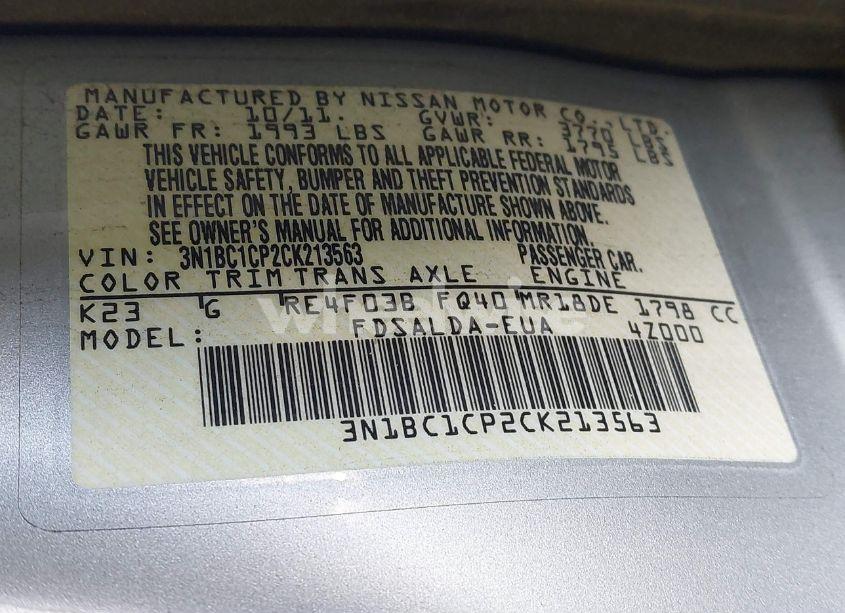 MANUFACTURED BY NISSAN MOTOR CO.,LTD.
DATE: 10/11. GVWR: 3770 LBS
GAWR FR: 1993 LBS GAWR RR: 1795 LBS
THIS VEHICLE CONFORMS TO ALL APPLICABLE FEDERAL MOTOR
VEHICLE SAFETY, BUMPER AND THEFT PREVENTION STANDARDS
IN EFFECT ON THE DATE OF MANUFACTURE SHOWN ABOVE.
SEE OWNER'S MANUAL FOR ADDITIONAL INFORMATION.
VIN: 3N1BC1CP2CK213563 PASSENGER CAR.
COLOR TRIM TRANS AXLE ENGINE
K23 G RE4F03B FQ40 MR18DE 1798 CC
MODEL: FDSALDA-EUA 4Z000
3N1BC1CP2CK213563